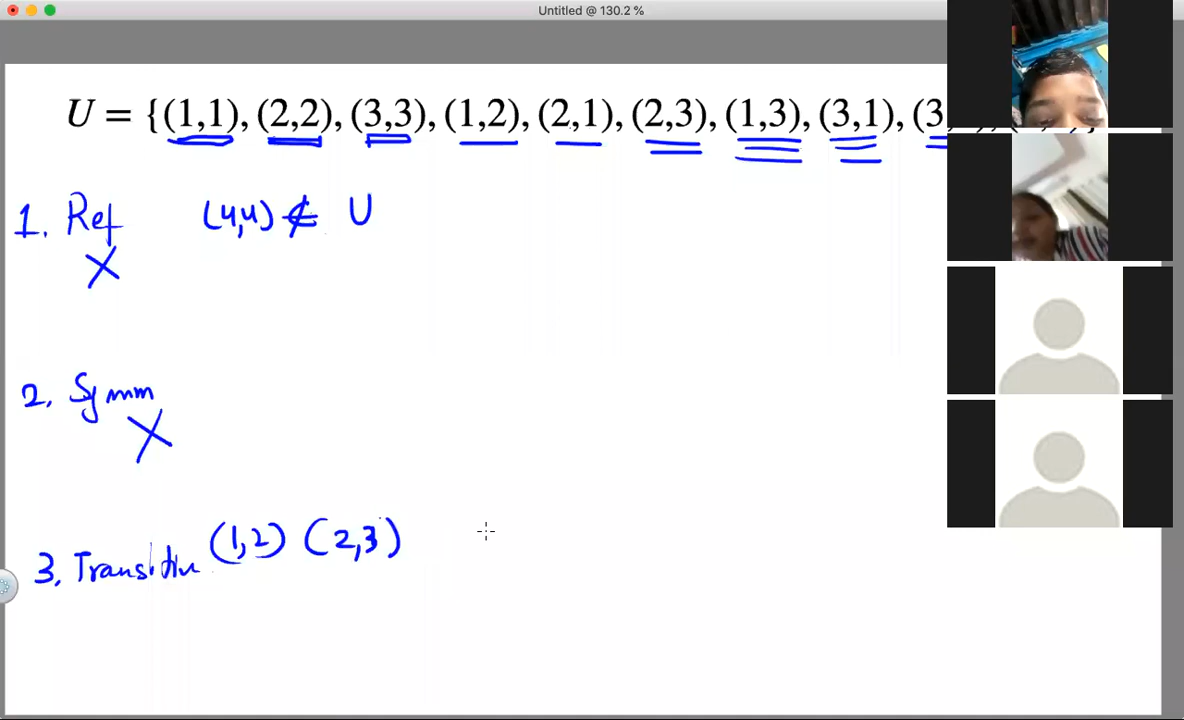 Untitled @ 130.2 %
U = {(1,1), (2,2), (3,3), (1,2), (2,1), (2,3), (1,3), (3,1), (3
1. Ref (4,4) ∉ U
X
2. Symm
X
3. Transitiv (1,2) (2,3)